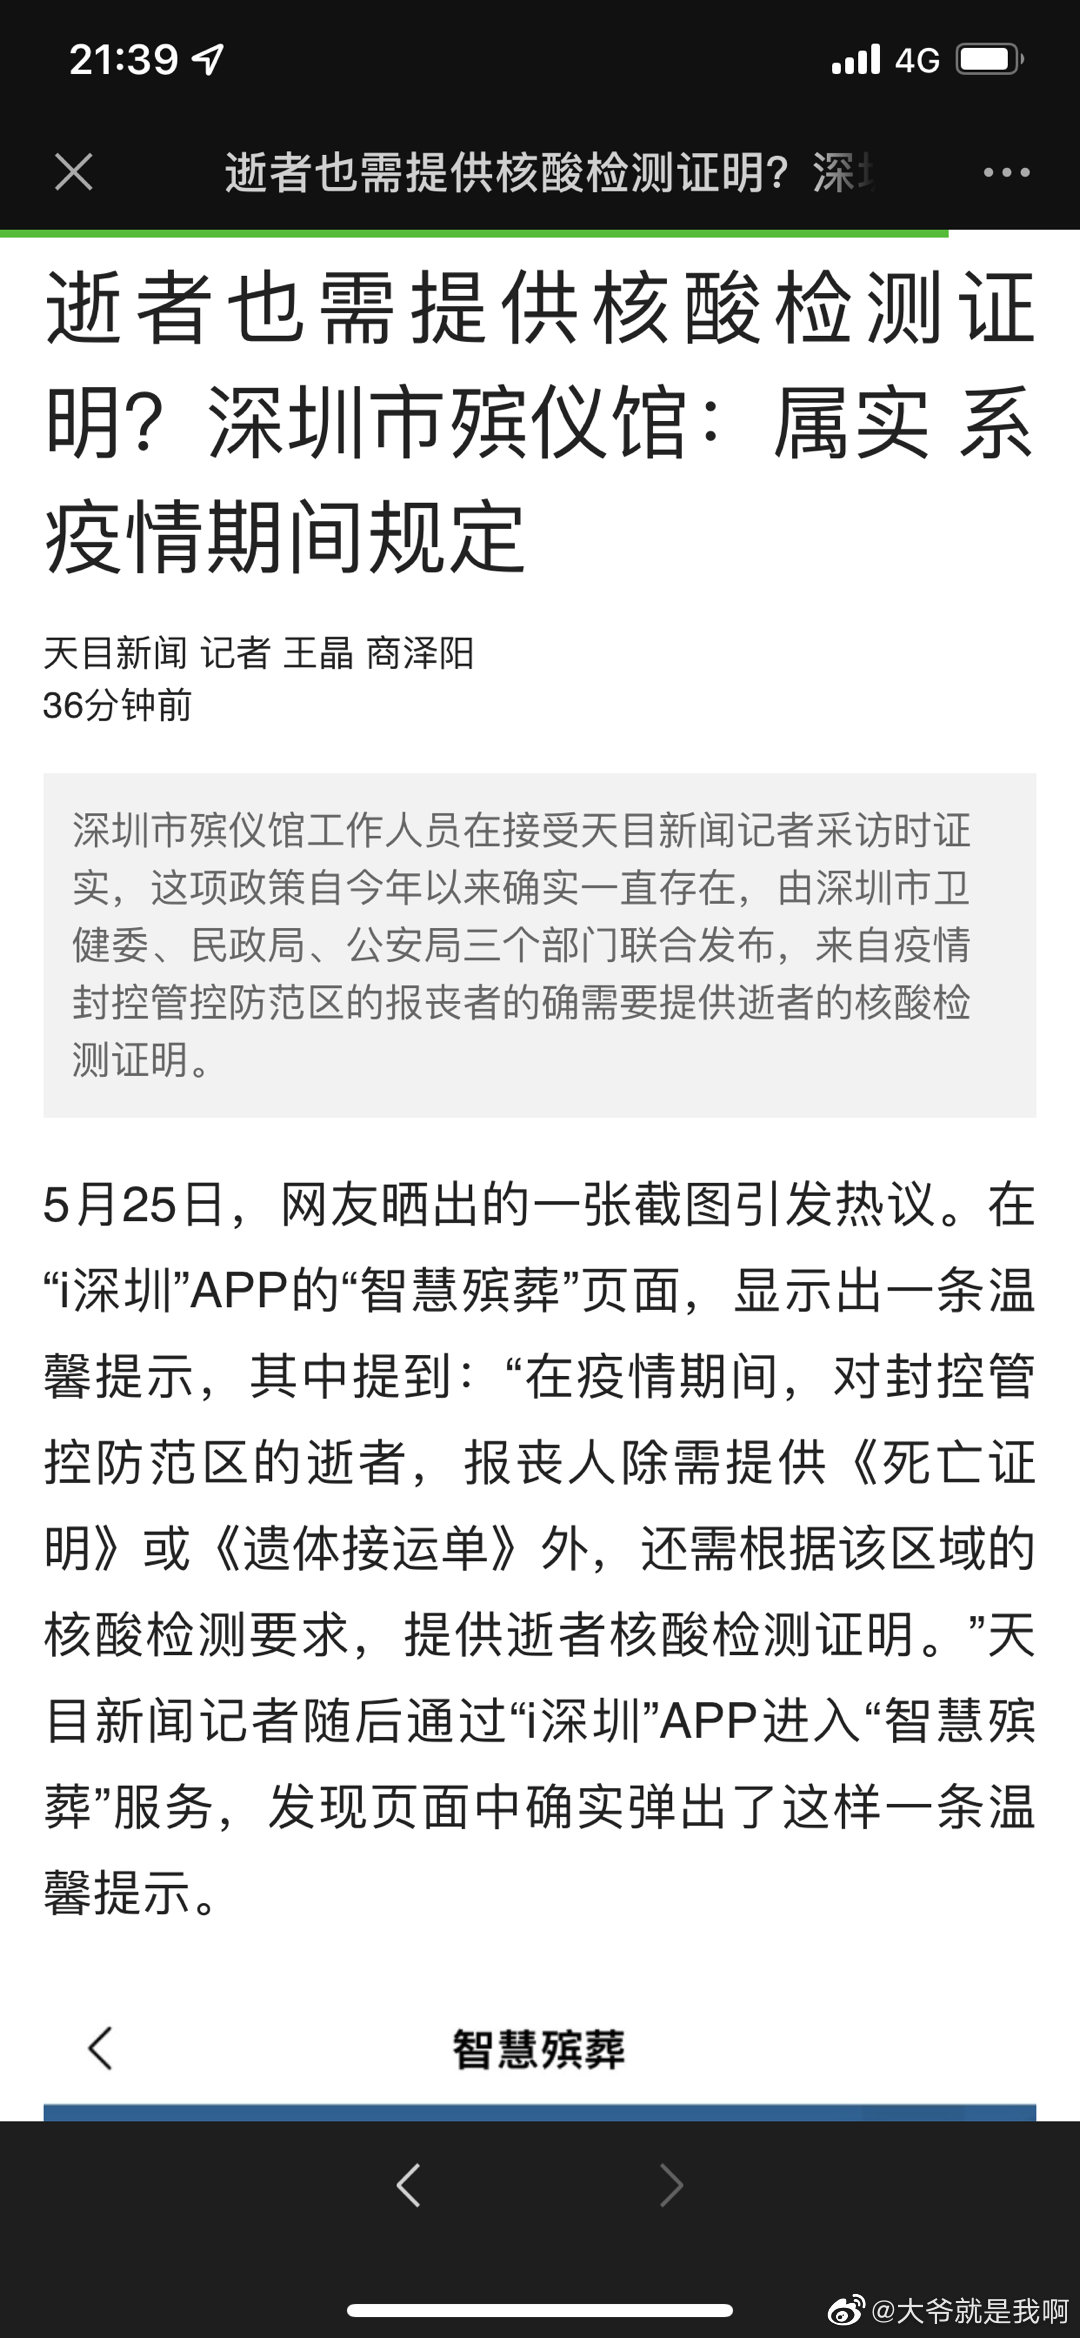 21:39
4G
逝者也需提供核酸检测证明？深
逝者也需提供核酸检测证
明？深圳市殡仪馆：属实 系
疫情期间规定
天目新闻 记者 王晶 商泽阳
36分钟前
深圳市殡仪馆工作人员在接受天目新闻记者采访时证
实，这项政策自今年以来确实一直存在，由深圳市卫
健委、民政局、公安局三个部门联合发布，来自疫情
封控管控防范区的报丧者的确需要提供逝者的核酸检
测证明。
5月25日，网友晒出的一张截图引发热议。在
“i深圳”APP的“智慧殡葬”页面，显示出一条温
馨提示，其中提到：“在疫情期间，对封控管
控防范区的逝者，报丧人除需提供《死亡证
明》或《遗体接运单》外，还需根据该区域的
核酸检测要求，提供逝者核酸检测证明。”天
目新闻记者随后通过“i深圳”APP进入“智慧殡
葬”服务，发现页面中确实弹出了这样一条温
馨提示。
智慧殡葬
@大爷就是我啊